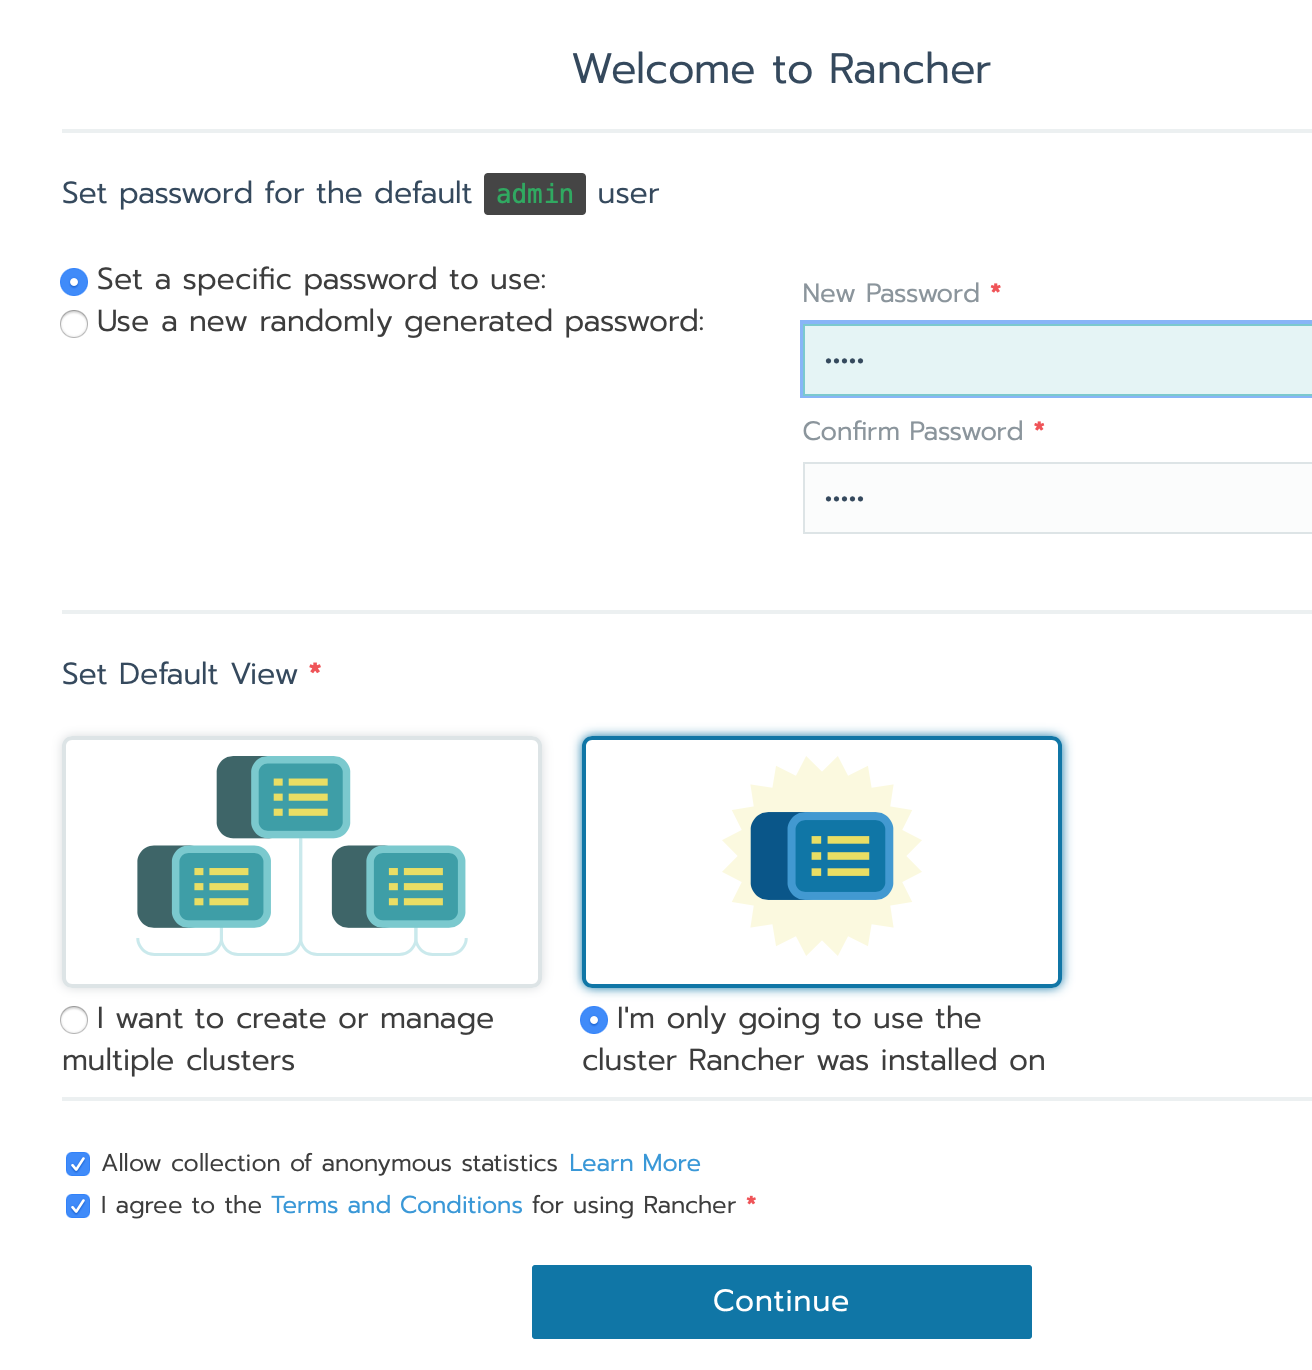 Welcome to Rancher
Set password for the default admin user
Set a specific password to use:
Use a new randomly generated password:
New Password *
•••••
Confirm Password *
•••••
Set Default View *
I want to create or manage
multiple clusters
I'm only going to use the
cluster Rancher was installed on
Allow collection of anonymous statistics Learn More
I agree to the Terms and Conditions for using Rancher *
Continue